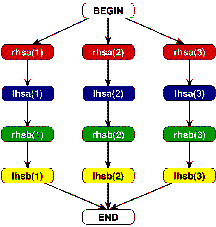 BEGIN
rhsa(1) rhsa(2) rhsa(3)
lhsa(1) lhsa(2) lhsa(3)
rhsb(1) rhsb(2) rhsb(3)
lhsb(1) lhsb(2) lhsb(3)
END